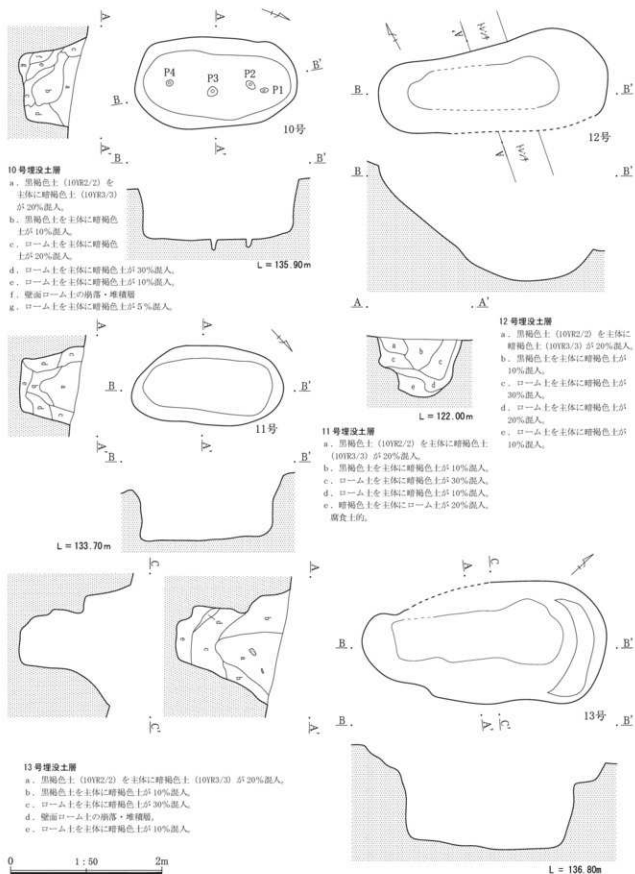 A
A'
B
B'
P4
P3
P2
P1
10号
B
B'
L = 135.90m
10号埋没土層
a．黒褐色土（10YR2/2）を
主体に暗褐色土（10YR3/3）
が20%混入。
b．黒褐色土を主体に暗褐色
土が10%混入。
c．ローム土を主体に暗褐色
土が20%混入。
d．ローム土を主体に暗褐色土が30%混入。
e．ローム土を主体に暗褐色土が10%混入。
f．壁面ローム土の崩落・堆積層
g．ローム土を主体に暗褐色土が5%混入。
トレンチ
A'
B
B'
A
トレンチ
12号
B
B'
A
A'
L = 122.00m
12号埋没土層
a．黒褐色土（10YR2/2）を主体に
暗褐色土（10YR3/3）が20%混入。
b．黒褐色土を主体に暗褐色土が
10%混入。
c．ローム土を主体に暗褐色土が
30%混入。
d．ローム土を主体に暗褐色土が
20%混入。
e．ローム土を主体に暗褐色土が
10%混入。
A
A'
B
B'
11号
B
B'
L = 133.70m
11号埋没土層
a．黒褐色土（10YR2/2）を主体に暗褐色土
（10YR3/3）が20%混入。
b．黒褐色土を主体に暗褐色土が10%混入。
c．ローム土を主体に暗褐色土が30%混入。
d．ローム土を主体に暗褐色土が10%混入。
e．暗褐色土を主体にローム土が20%混入。
腐食土的。
C
C'
A
A'
A
C
B
B'
A'
C'
13号
B
B'
L = 136.80m
13号埋没土層
a．黒褐色土（10YR2/2）を主体に暗褐色土（10YR3/3）が20%混入。
b．黒褐色土を主体に暗褐色土が10%混入。
c．ローム土を主体に暗褐色土が30%混入。
d．壁面ローム土の崩落・堆積層。
e．ローム土を主体に暗褐色土が10%混入。
0
1：50
2m